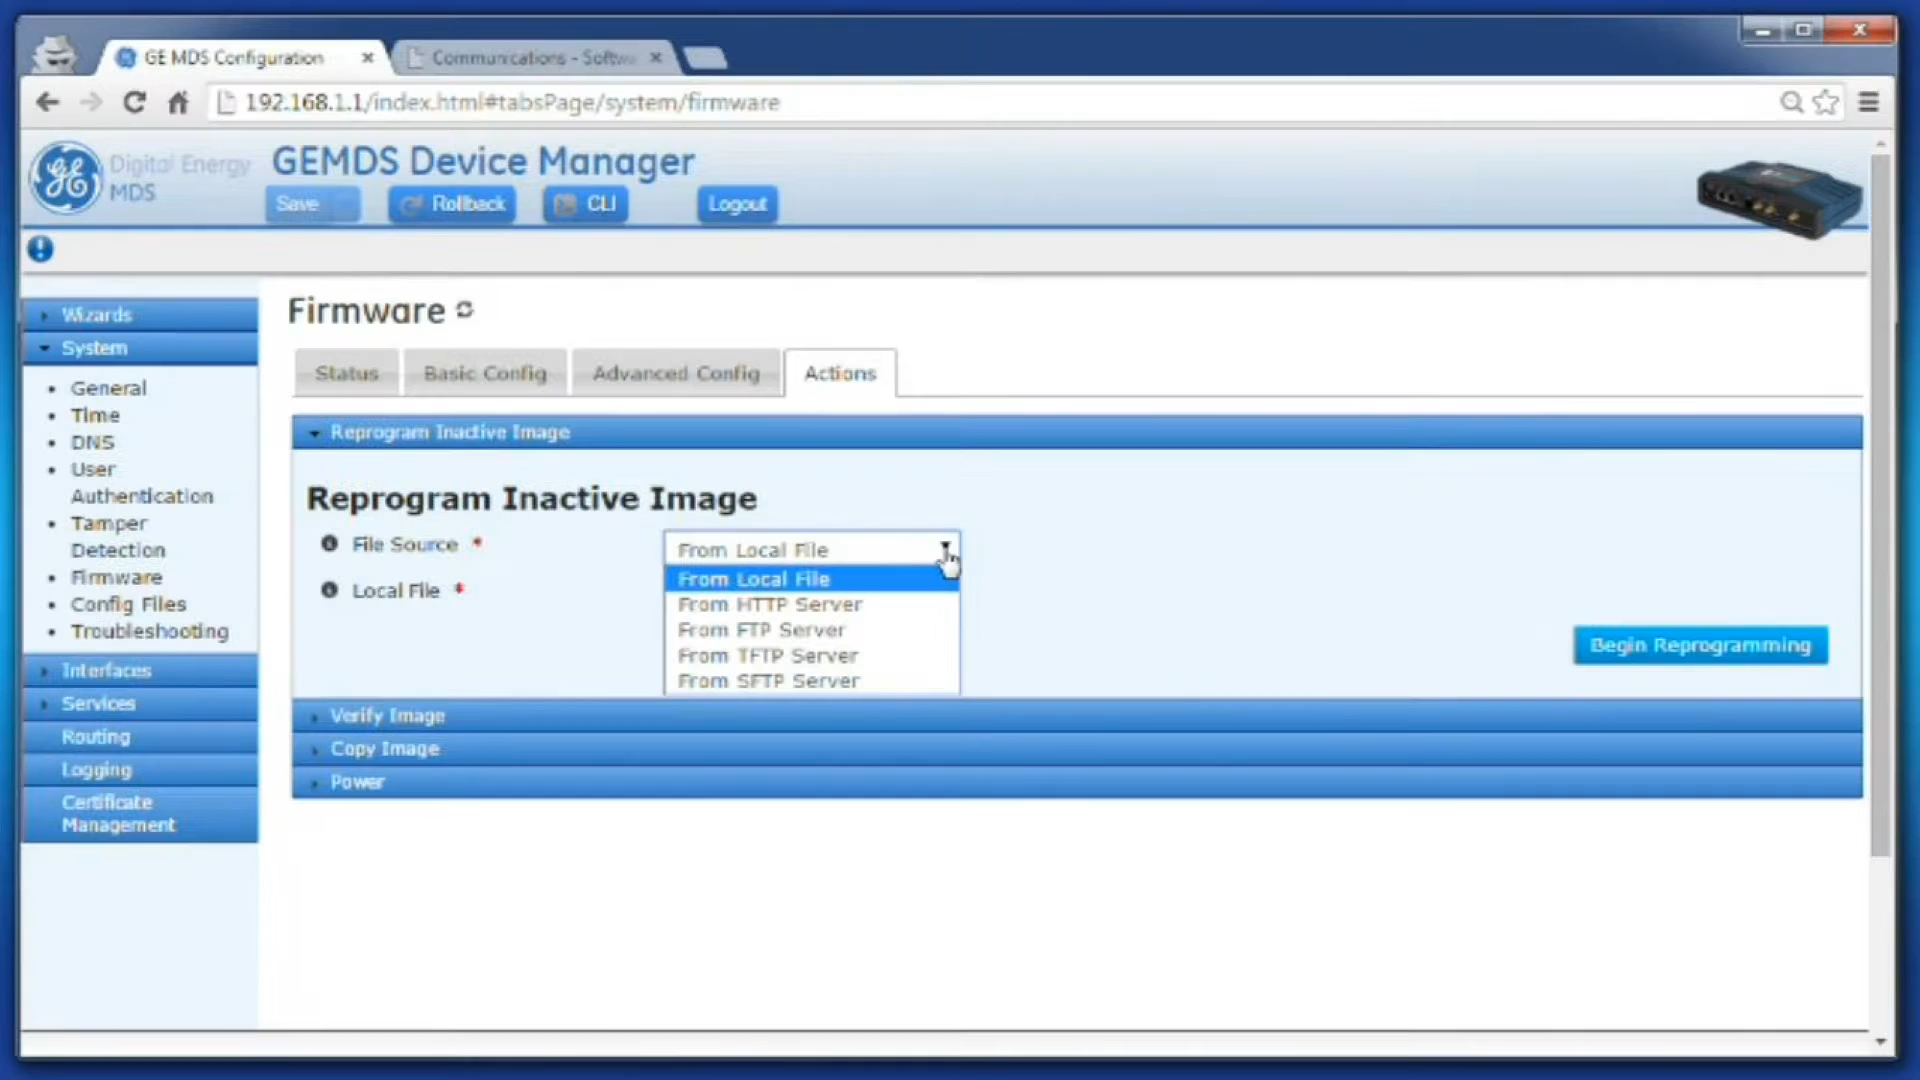 GE MDS Configuration
Communications - Softw
192.168.1.1/index.html#tabsPage/system/firmware
GE
Digital Energy
MDS
GEMDS Device Manager
Save
Rollback
CLI
Logout
Wizards
System
General
Time
DNS
User
Authentication
Tamper
Detection
Firmware
Config Files
Troubleshooting
Interfaces
Services
Routing
Logging
Certificate
Management
Firmware
Status
Basic Config
Advanced Config
Actions
Reprogram Inactive Image
Reprogram Inactive Image
File Source *
From Local File
Local File *
From Local File
From HTTP Server
From FTP Server
From TFTP Server
From SFTP Server
Begin Reprogramming
Verify Image
Copy Image
Power